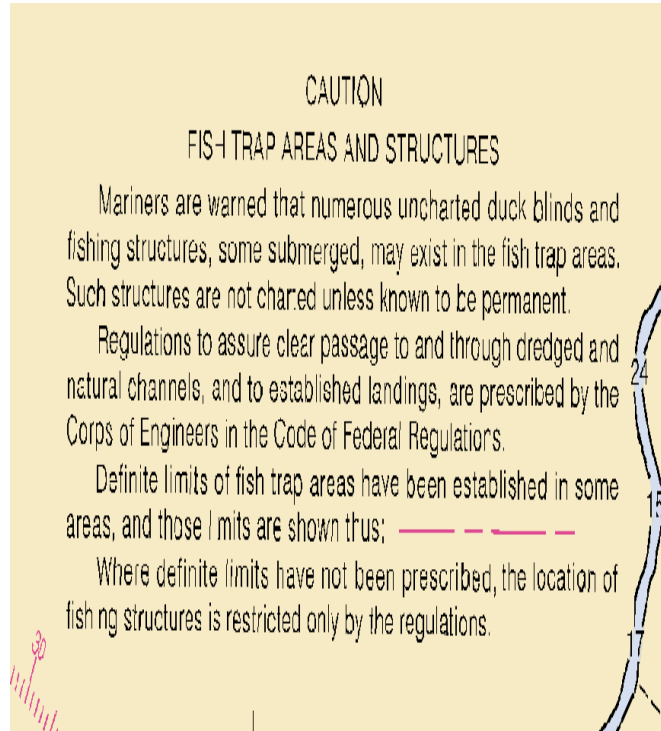 CAUTION
FISH TRAP AREAS AND STRUCTURES
Mariners are warned that numerous uncharted duck blinds and
fishing structures, some submerged, may exist in the fish trap areas.
Such structures are not charted unless known to be permanent.
Regulations to assure clear passage to and through dredged and
natural channels, and to established landings, are prescribed by the
Corps of Engineers in the Code of Federal Regulations.
Definite limits of fish trap areas have been established in some
areas, and those limits are shown thus:
Where definite limits have not been prescribed, the location of
fishing structures is restricted only by the regulations.
24
15
17
30